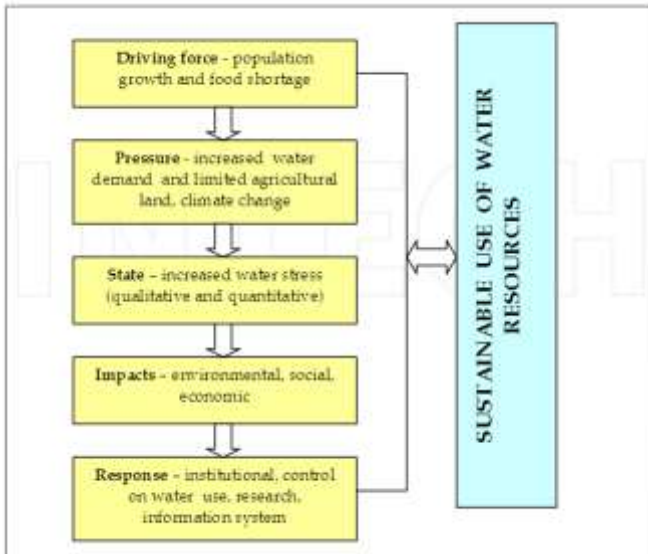 Driving force - population
growth and food shortage
Pressure - increased water
demand and limited agricultural
land, climate change
State – increased water stress
(qualitative and quantitative)
Impacts – environmental, social,
economic
Response – institutional, control
on water use, research,
information system
SUSTAINABLE USE OF WATER
RESOURCES
INTECH